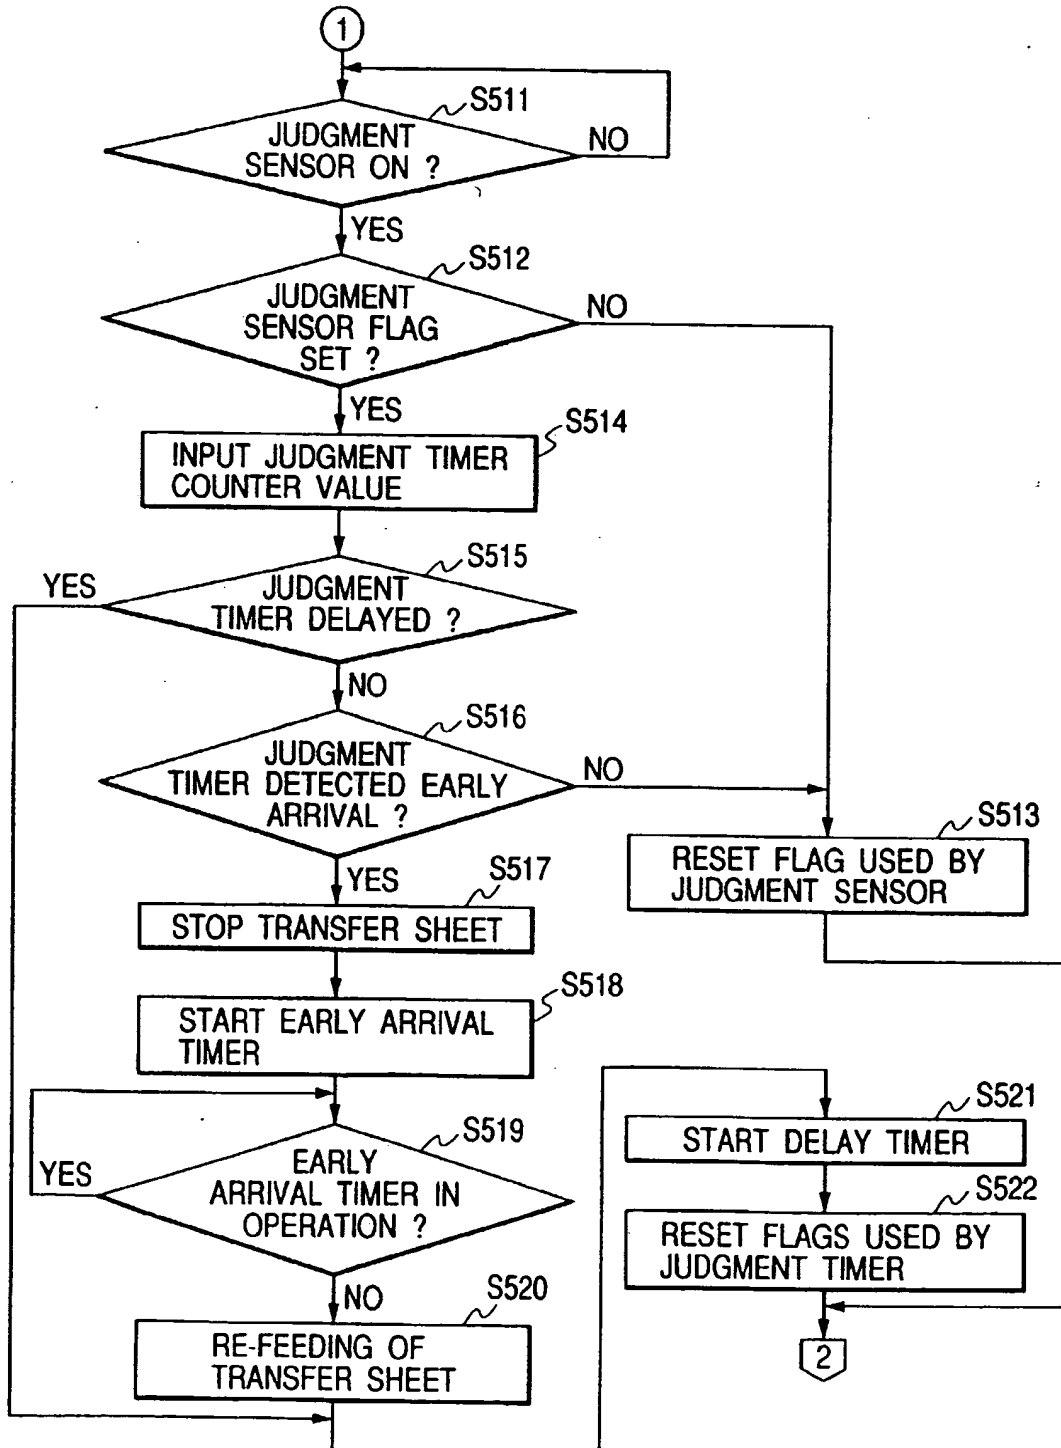 1
S511
JUDGMENT
SENSOR ON ?
NO
YES
S512
JUDGMENT
SENSOR FLAG
SET ?
NO
YES
S514
INPUT JUDGMENT TIMER
COUNTER VALUE
S515
YES
JUDGMENT
TIMER DELAYED ?
NO
S516
JUDGMENT
TIMER DETECTED EARLY
ARRIVAL ?
NO
S513
RESET FLAG USED BY
JUDGMENT SENSOR
YES
S517
STOP TRANSFER SHEET
S518
START EARLY ARRIVAL
TIMER
S519
YES
EARLY
ARRIVAL TIMER IN
OPERATION ?
NO
S520
RE-FEEDING OF
TRANSFER SHEET
S521
START DELAY TIMER
S522
RESET FLAGS USED BY
JUDGMENT TIMER
2